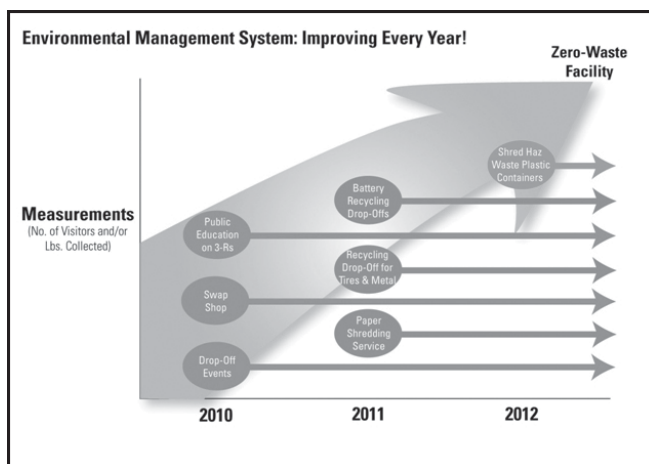 Environmental Management System: Improving Every Year!
Zero-Waste
Facility
Shred Haz
Waste Plastic
Containers
Battery
Recycling
Drop-Offs
Measurements
(No. of Visitors and/or
Lbs. Collected)
Public
Education
on 3-Rs
Recycling
Drop-Off for
Tires & Metal
Swap
Shop
Paper
Shredding
Service
Drop-Off
Events
2010
2011
2012